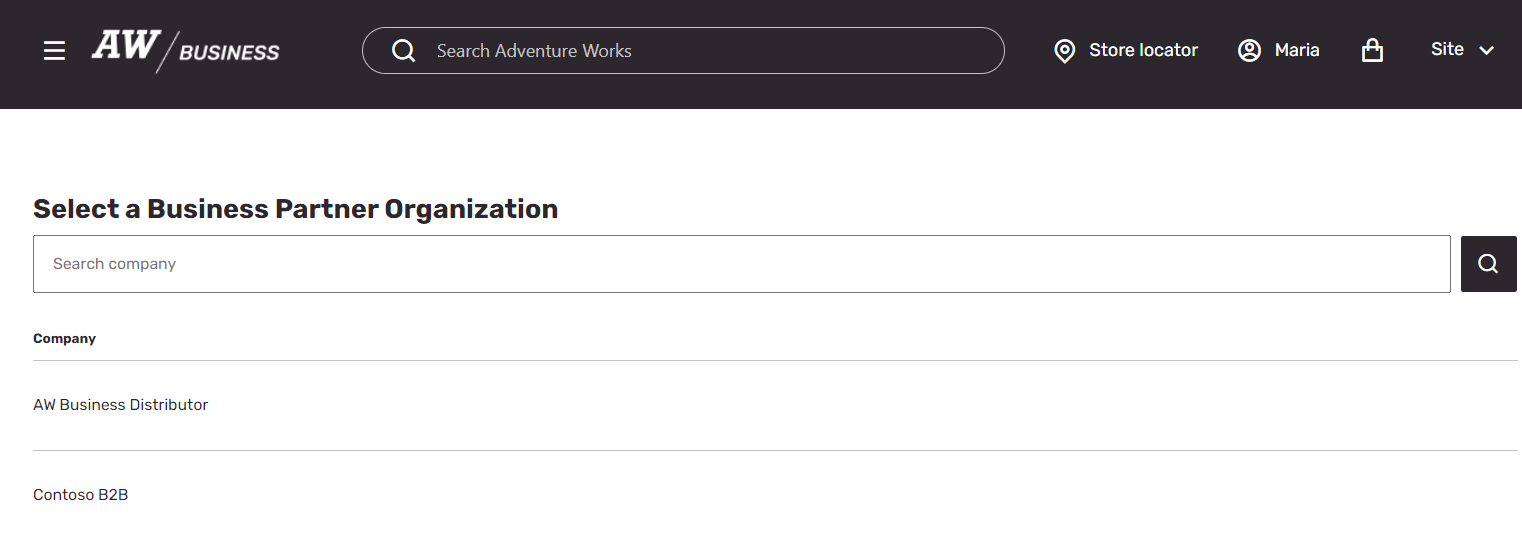 AW/BUSINESS
Search Adventure Works
Store locator
Maria
Site
Select a Business Partner Organization
Search company
Company
AW Business Distributor
Contoso B2B